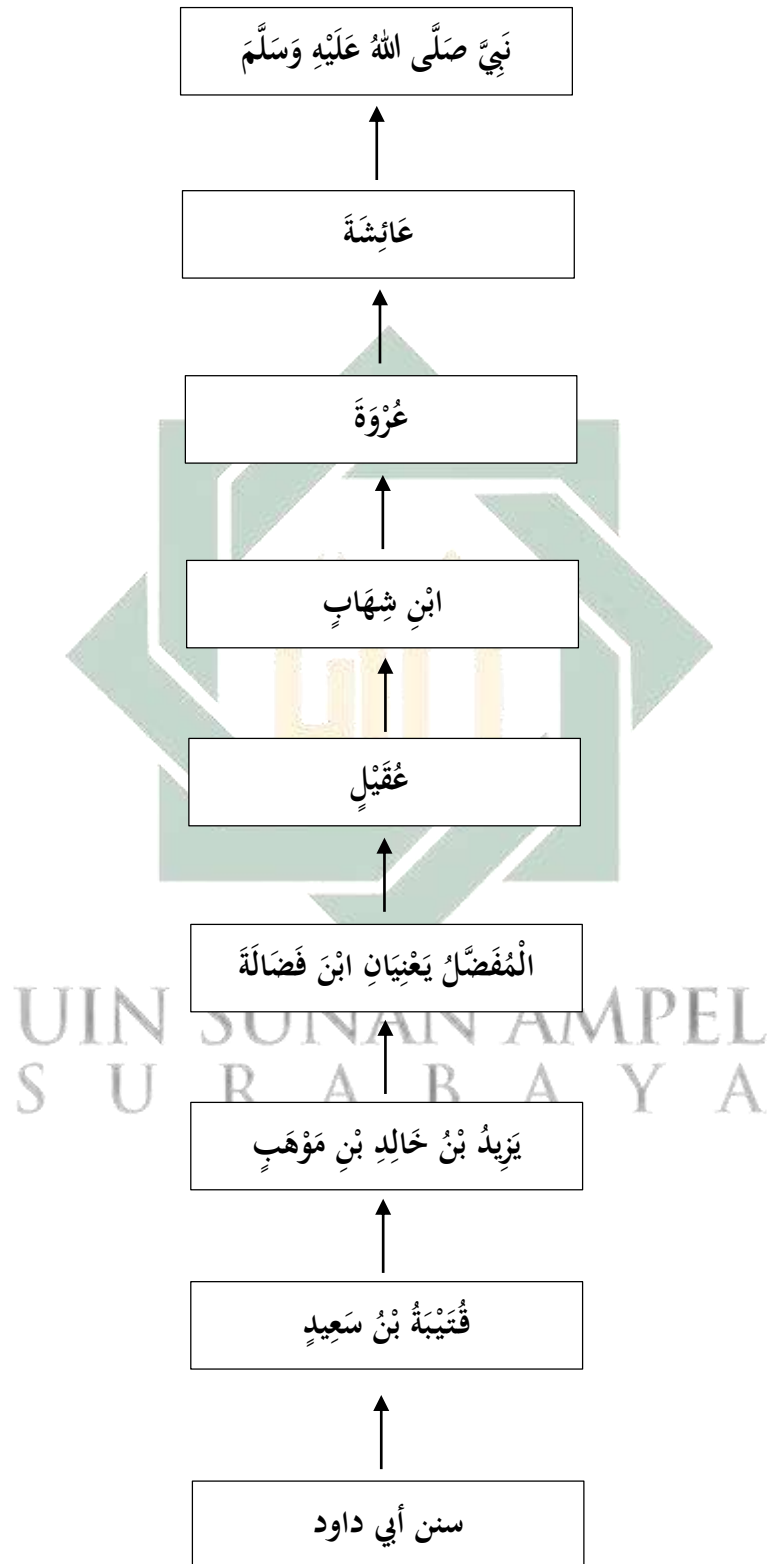 نَبِيَّ صَلَّى اللهُ عَلَيْهِ وَسَلَّمَ
عَائِشَةَ
عُرْوَةَ
ابْنِ شِهَابٍ
عُقَيْلٍ
الْمُفَضَّلُ يَعْنِيَانِ ابْنَ فَضَالَةَ
UIN SUNAN AMPEL
S U R A B A Y A
يَزِيدُ بْنُ خَالِدِ بْنِ مَوْهَبٍ
قُتَيْبَةُ بْنُ سَعِيدٍ
سنن أبي داود